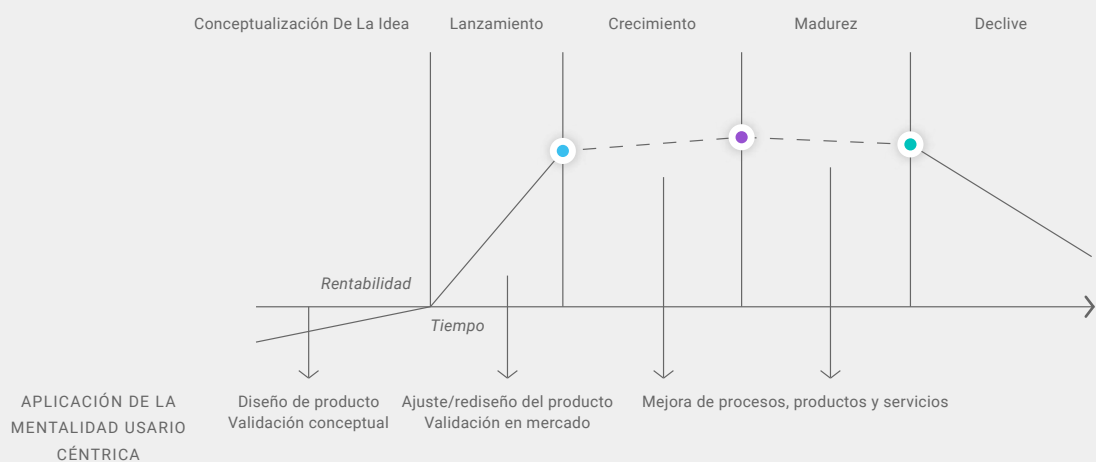 Conceptualización De La Idea
Lanzamiento
Crecimiento
Madurez
Declive
Rentabilidad
Tiempo
APLICACIÓN DE LA
MENTALIDAD USARIO
CÉNTRICA
Diseño de producto
Validación conceptual
Ajuste/rediseño del producto
Validación en mercado
Mejora de procesos, productos y servicios